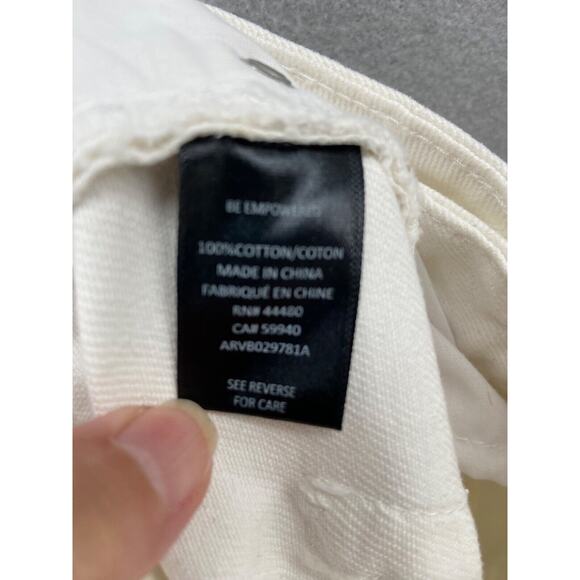 BE EMPOWERED
100%COTTON/COTON
MADE IN CHINA
FABRIQUÉ EN CHINE
RN# 44480
CA# 59940
ARVB029781A
SEE REVERSE
FOR CARE